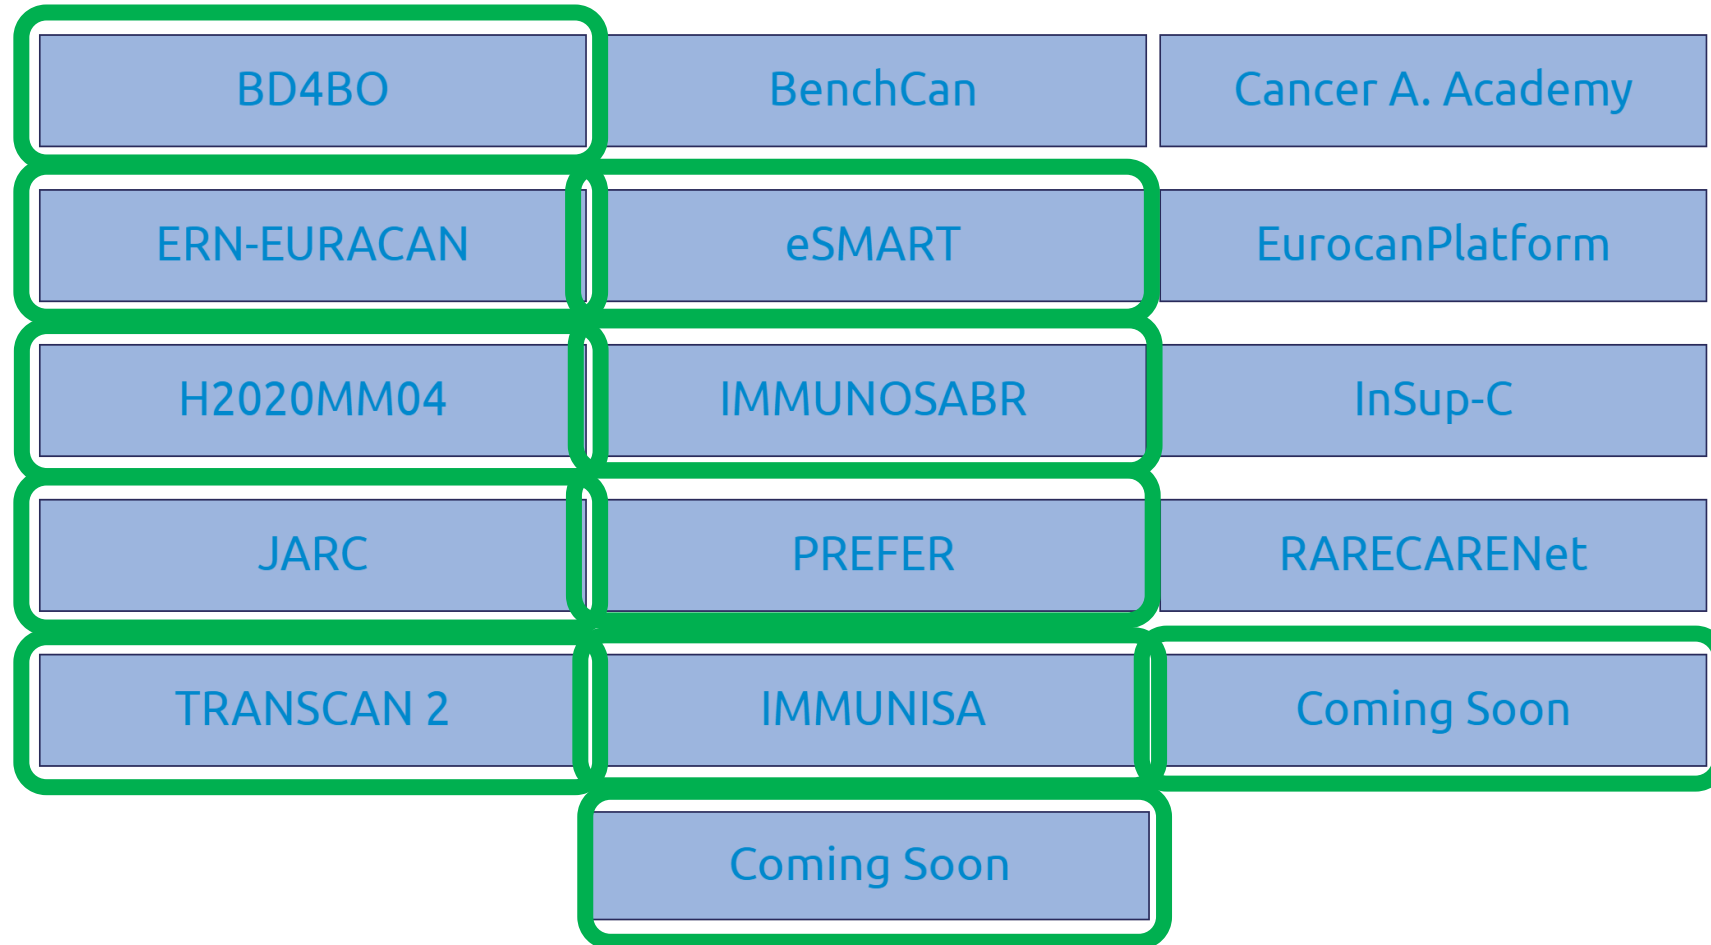 BD4BO
BenchCan
Cancer A. Academy
ERN-EURACAN
eSMART
EurocanPlatform
H2020MM04
IMMUNOSABR
InSup-C
JARC
PREFER
RARECARENet
TRANSCAN 2
IMMUNISA
Coming Soon
Coming Soon